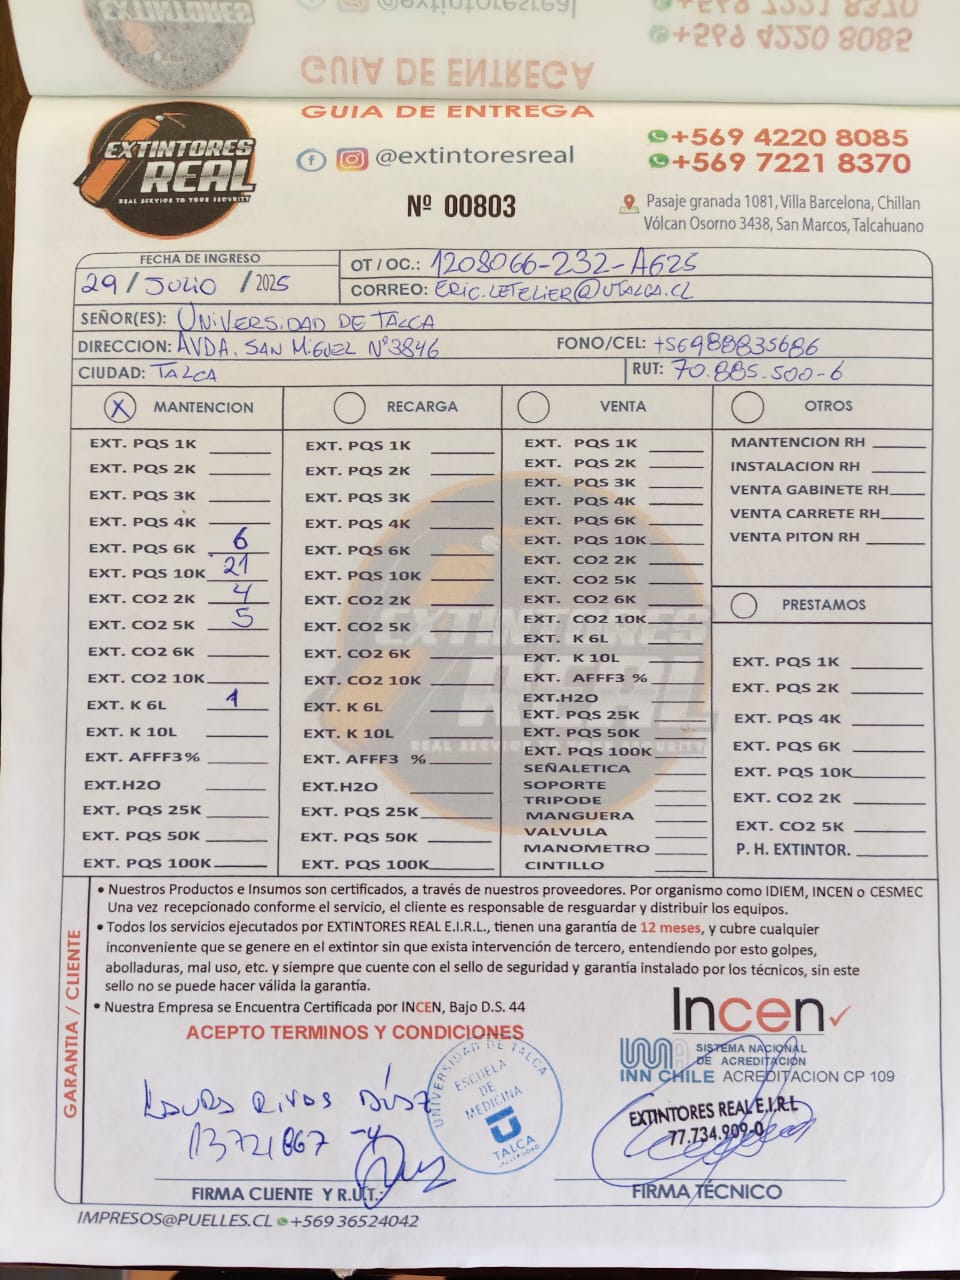 GUIA DE ENTREGA
EXTINTORES REAL
REAL SERVICE TO YOUR SECURITY
@extintoresreal
+569 4220 8085
+569 7221 8370
Nº 00803
Pasaje granada 1081, Villa Barcelona, Chillan
Vólcan Osorno 3438, San Marcos, Talcahuano
FECHA DE INGRESO
29 / JULIO / 2025
OT / OC.: 1208066-232-A625
CORREO: ERIC.LETELIER@UTALCA.CL
SEÑOR(ES): UNIVERSIDAD DE TALCA
DIRECCION: AVDA. SAN MIGUEL Nº3846 FONO/CEL: +56988835686
CIUDAD: TALCA RUT: 70.885.500-6
X MANTENCION
EXT. PQS 1K
EXT. PQS 2K
EXT. PQS 3K
EXT. PQS 4K
EXT. PQS 6K 6
EXT. PQS 10K 21
EXT. CO2 2K 4
EXT. CO2 5K 5
EXT. CO2 6K
EXT. CO2 10K
EXT. K 6L 1
EXT. K 10L
EXT. AFFF3%
EXT.H2O
EXT. PQS 25K
EXT. PQS 50K
EXT. PQS 100K
RECARGA
EXT. PQS 1K
EXT. PQS 2K
EXT. PQS 3K
EXT. PQS 4K
EXT. PQS 6K
EXT. PQS 10K
EXT. CO2 2K
EXT. CO2 5K
EXT. CO2 6K
EXT. CO2 10K
EXT. K 6L
EXT. K 10L
EXT. AFFF3 %
EXT.H2O
EXT. PQS 25K
EXT. PQS 50K
EXT. PQS 100K
VENTA
EXT. PQS 1K
EXT. PQS 2K
EXT. PQS 3K
EXT. PQS 4K
EXT. PQS 6K
EXT. PQS 10K
EXT. CO2 2K
EXT. CO2 5K
EXT. CO2 6K
EXT. CO2 10K
EXT. K 6L
EXT. K 10L
EXT. AFFF3 %
EXT.H2O
EXT. PQS 25K
EXT. PQS 50K
EXT. PQS 100K
SEÑALETICA
SOPORTE
TRIPODE
MANGUERA
VALVULA
MANOMETRO
CINTILLO
OTROS
MANTENCION RH
INSTALACION RH
VENTA GABINETE RH
VENTA CARRETE RH
VENTA PITON RH
PRESTAMOS
EXT. PQS 1K
EXT. PQS 2K
EXT. PQS 4K
EXT. PQS 6K
EXT. PQS 10K
EXT. CO2 2K
EXT. CO2 5K
P. H. EXTINTOR.
GARANTIA / CLIENTE
• Nuestros Productos e Insumos son certificados, a través de nuestros proveedores. Por organismo como IDIEM, INCEN o CESMEC
Una vez recepcionado conforme el servicio, el cliente es responsable de resguardar y distribuir los equipos.
• Todos los servicios ejecutados por EXTINTORES REAL E.I.R.L., tienen una garantía de 12 meses, y cubre cualquier
inconveniente que se genere en el extintor sin que exista intervención de tercero, entendiendo por esto golpes,
abolladuras, mal uso, etc. y siempre que cuente con el sello de seguridad y garantía instalado por los técnicos, sin este
sello no se puede hacer válida la garantía.
• Nuestra Empresa se Encuentra Certificada por INCEN, Bajo D.S. 44
ACEPTO TERMINOS Y CONDICIONES
Incen
SISTEMA NACIONAL
DE ACREDITACIÓN
INN CHILE ACREDITACION CP 109
UNIVERSIDAD DE TALCA
ESCUELA
DE
MEDICINA
TALCA
UNIVERSIDAD
Laura Rivas Díaz
13721867-4
EXTINTORES REAL E.I.R.L
77.734.909-0
FIRMA CLIENTE Y R.U.T.:
FIRMA TÉCNICO
IMPRESOS@PUELLES.CL +569 36524042